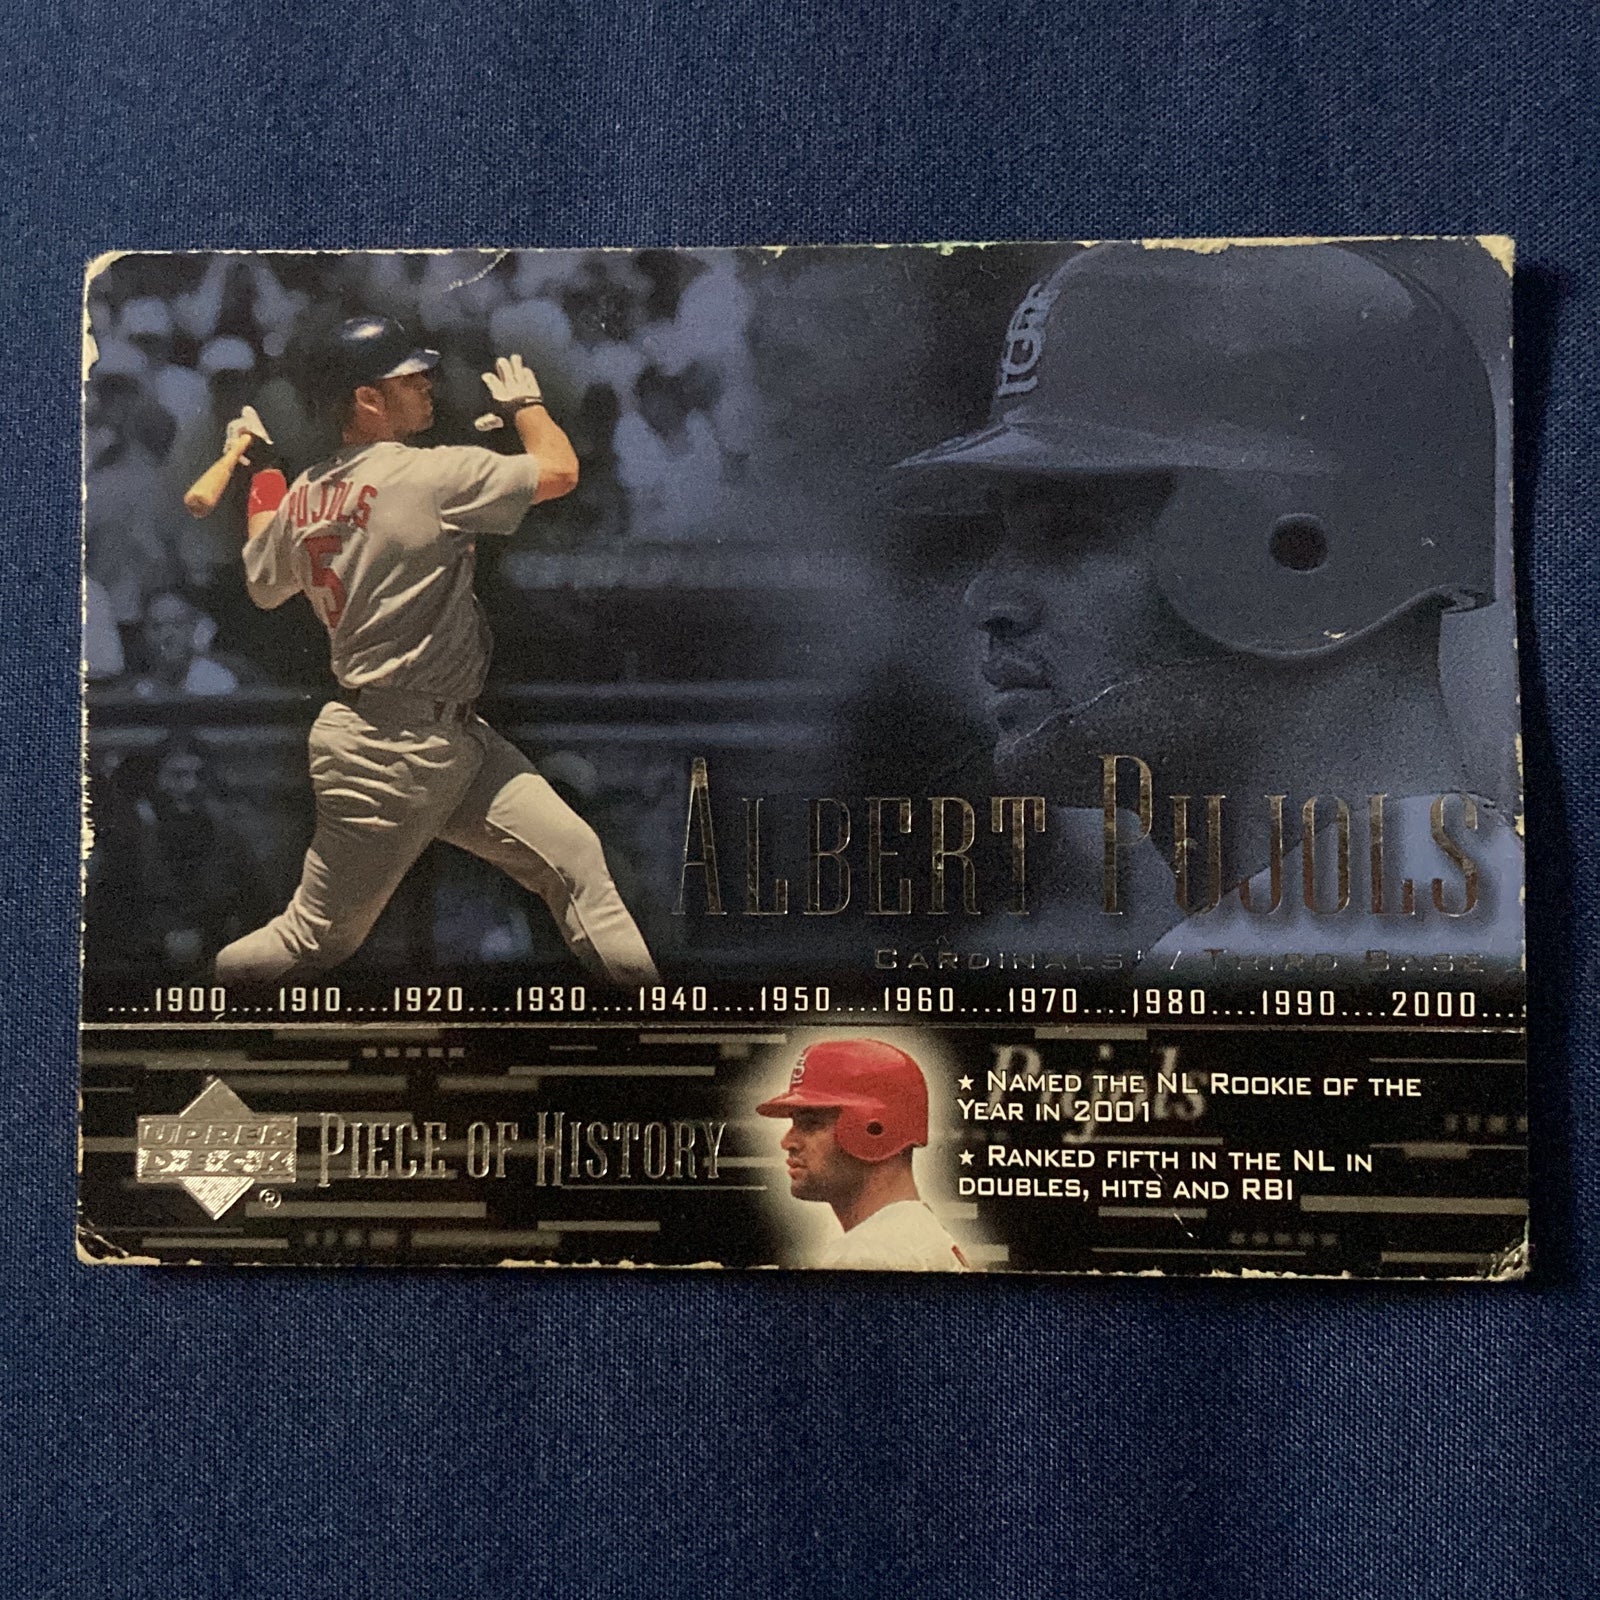 PUJOLS
5
ALBERT PUJOLS
CARDINALS' / THIRD BASE
....1900....1910....1920....1930....1940....1950....1960....1970....1980....1990....2000....
UPPER
DECK
®
PIECE OF HISTORY
Pujols
★ NAMED THE NL ROOKIE OF THE
YEAR IN 2001
★ RANKED FIFTH IN THE NL IN
DOUBLES, HITS AND RBI